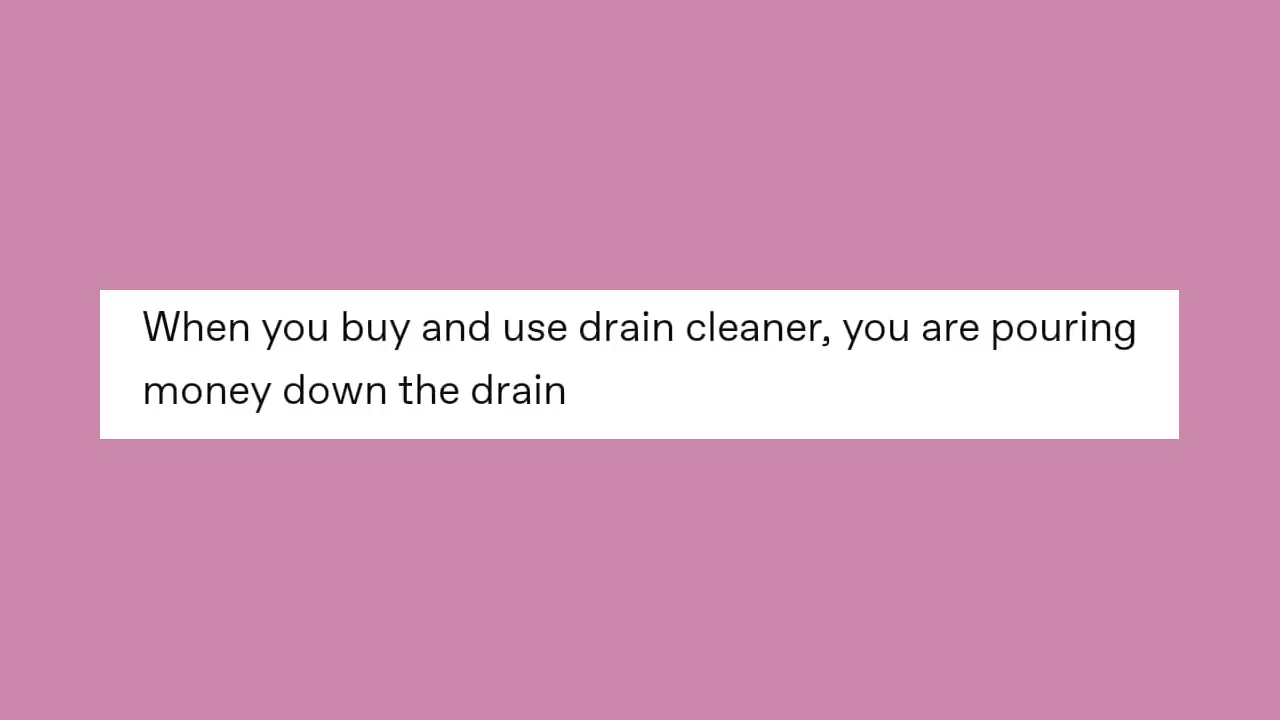 When you buy and use drain cleaner, you are pouring
money down the drain